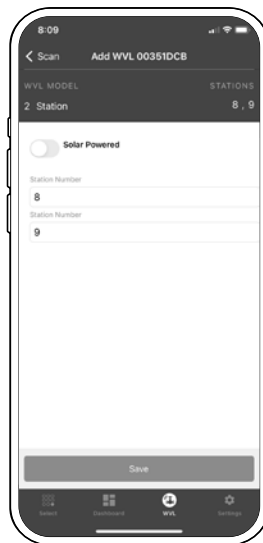 8:09
Scan Add WVL 00351DCB
WVL MODEL STATIONS
2 Station 8 , 9
Solar Powered
Station Number
8
Station Number
9
Save
Select Dashboard WVL Settings